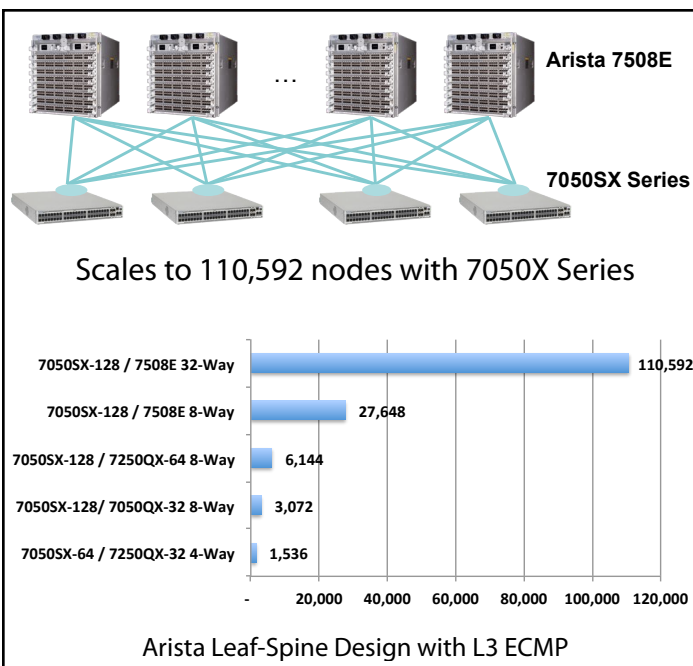 Arista 7508E
...
7050SX Series
Scales to 110,592 nodes with 7050X Series
7050SX-128 / 7508E 32-Way
110,592
7050SX-128 / 7508E 8-Way
27,648
7050SX-128 / 7250QX-64 8-Way
6,144
7050SX-128/ 7050QX-32 8-Way
3,072
7050SX-64 / 7250QX-32 4-Way
1,536
- 20,000 40,000 60,000 80,000 100,000 120,000
Arista Leaf-Spine Design with L3 ECMP